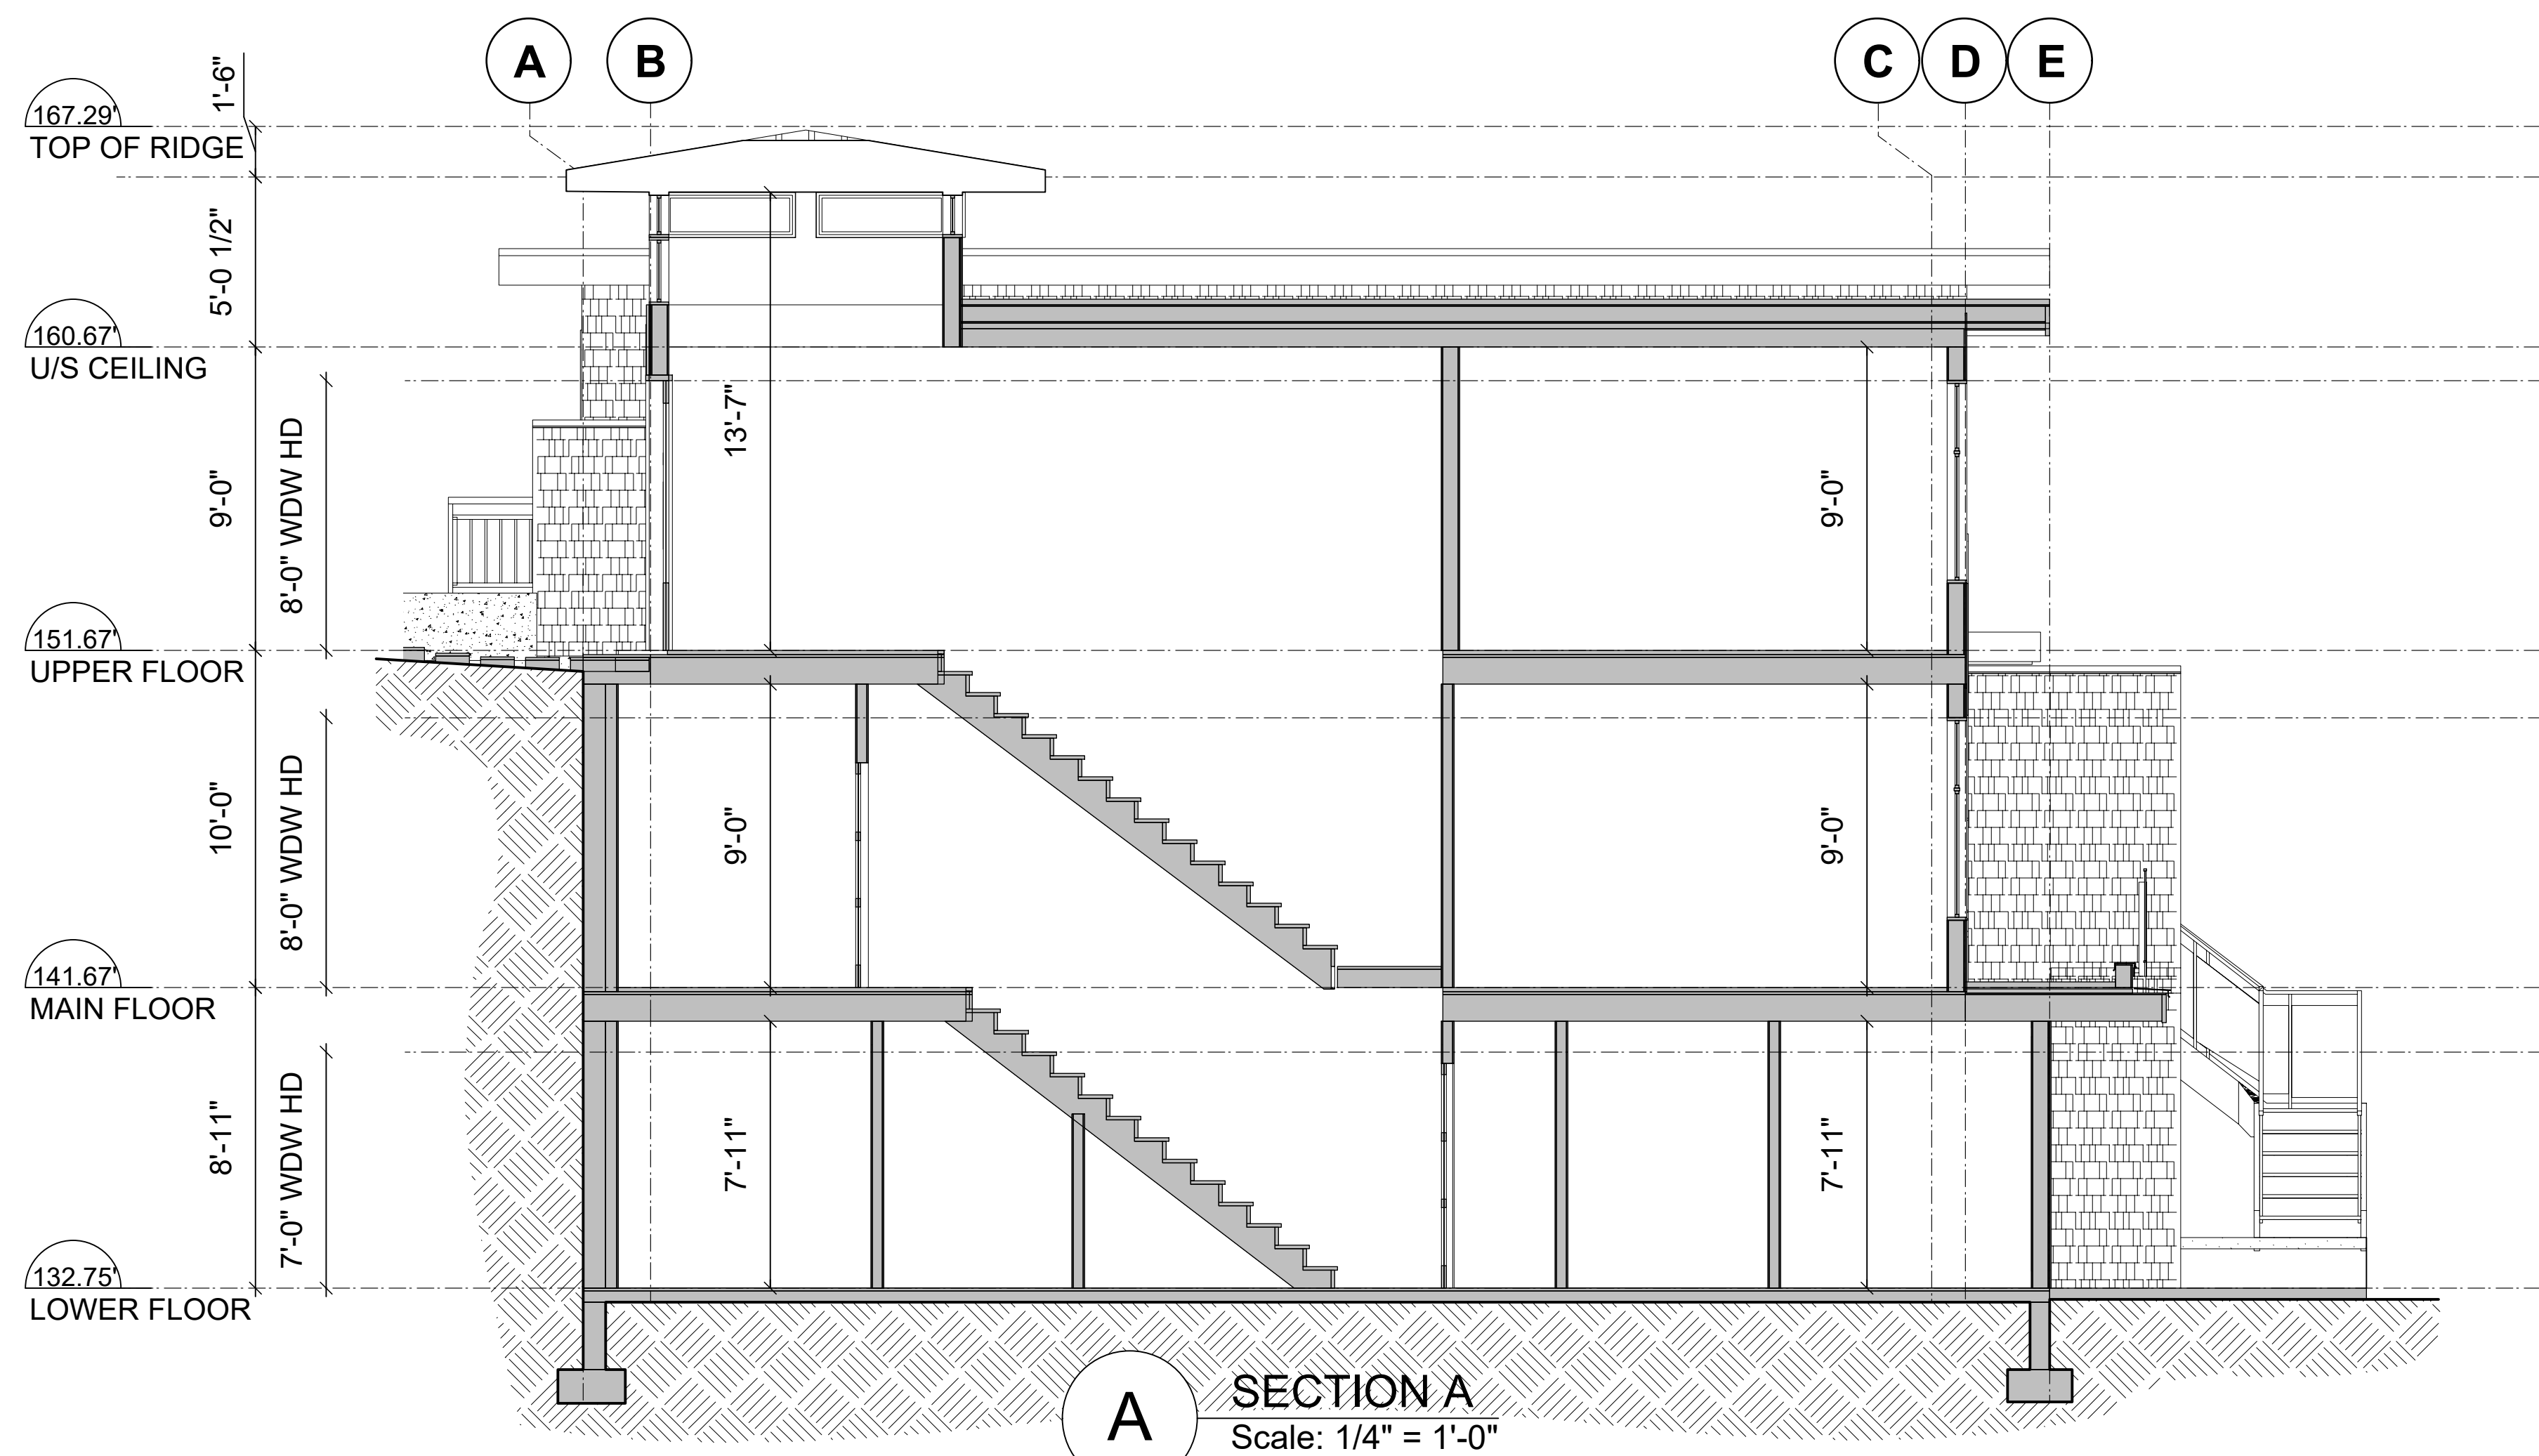 A
B
C
D
E
167.29'
TOP OF RIDGE
1'-6"
5'-0 1/2"
160.67'
U/S CEILING
9'-0"
8'-0" WDW HD
13'-7"
9'-0"
151.67'
UPPER FLOOR
10'-0"
8'-0" WDW HD
9'-0"
9'-0"
141.67'
MAIN FLOOR
8'-11"
7'-0" WDW HD
7'-11"
7'-11"
132.75'
LOWER FLOOR
A
SECTION A
Scale: 1/4" = 1'-0"